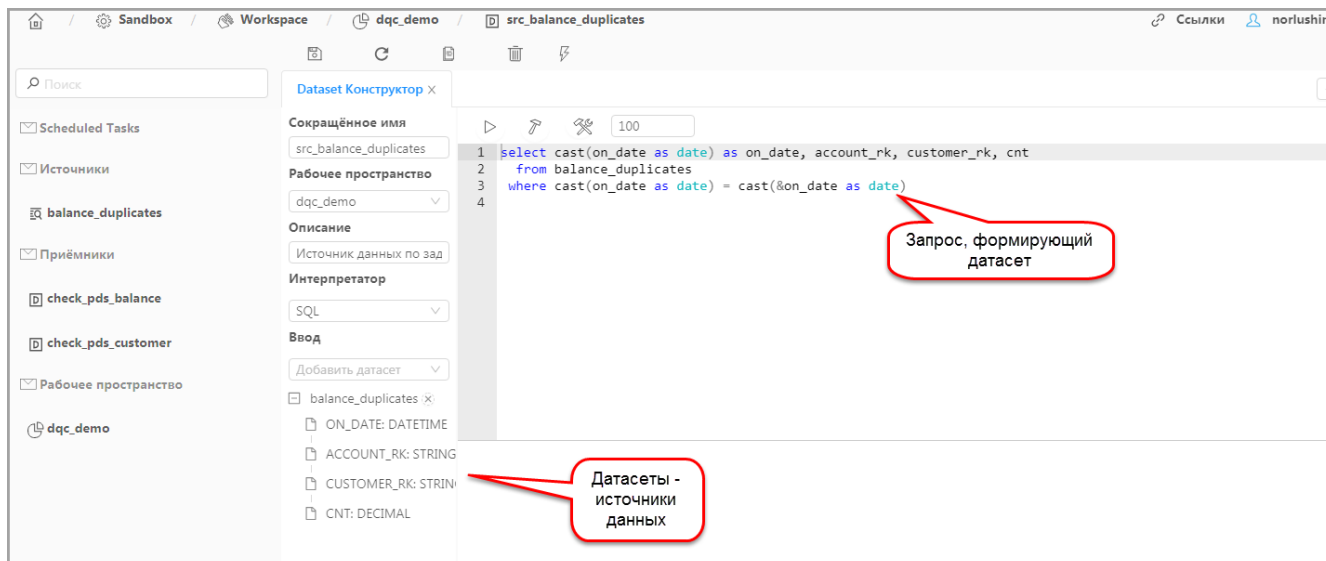 / Sandbox / Workspace / dqc_demo / D src_balance_duplicates Ссылки norlushin
Поиск
Scheduled Tasks
Источники
balance_duplicates
Приёмники
D check_pds_balance
D check_pds_customer
Рабочее пространство
dqc_demo
Dataset Конструктор ×
Сокращённое имя
src_balance_duplicates
Рабочее пространство
dqc_demo
Описание
Источник данных по зад
Интерпретатор
SQL
Ввод
Добавить датасет
balance_duplicates
ON_DATE: DATETIME
ACCOUNT_RK: STRING
CUSTOMER_RK: STRIN
CNT: DECIMAL
100
1 select cast(on_date as date) as on_date, account_rk, customer_rk, cnt
2 from balance_duplicates
3 where cast(on_date as date) = cast(&on_date as date)
4
Запрос, формирующий
датасет
Датасеты -
источники
данных